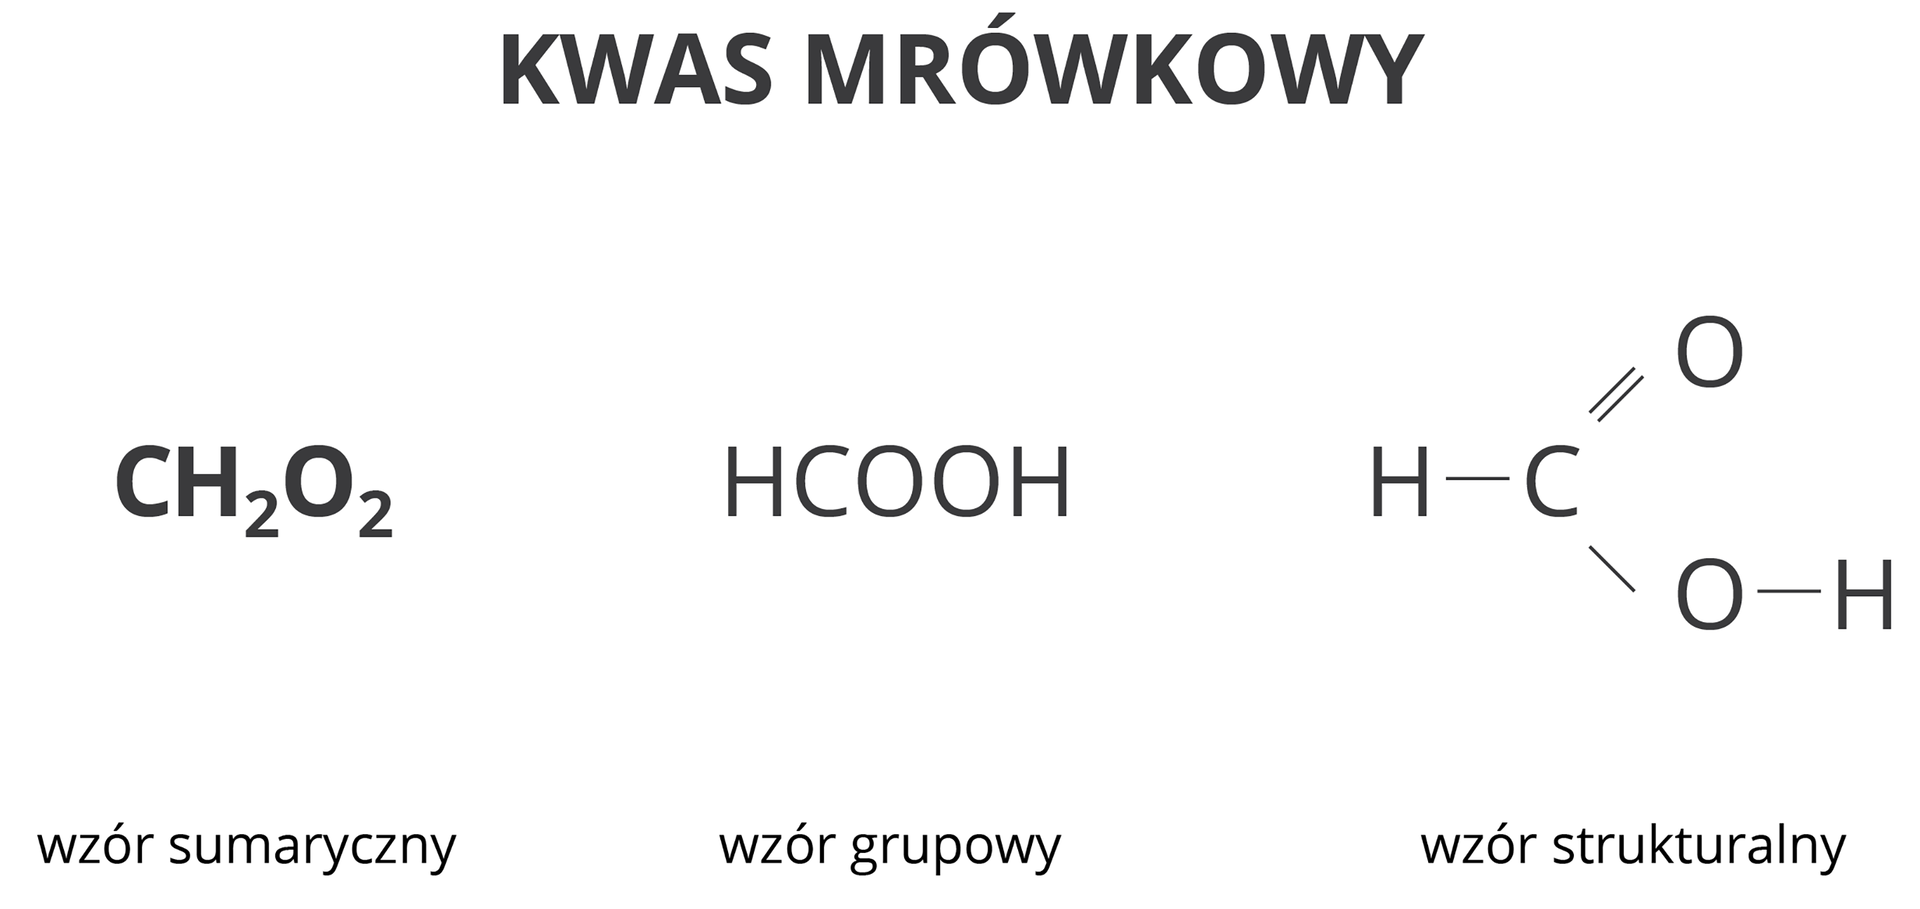 KWAS MRÓWKOWY
CH₂O₂
HCOOH
O
H—C
O—H
wzór sumaryczny
wzór grupowy
wzór strukturalny